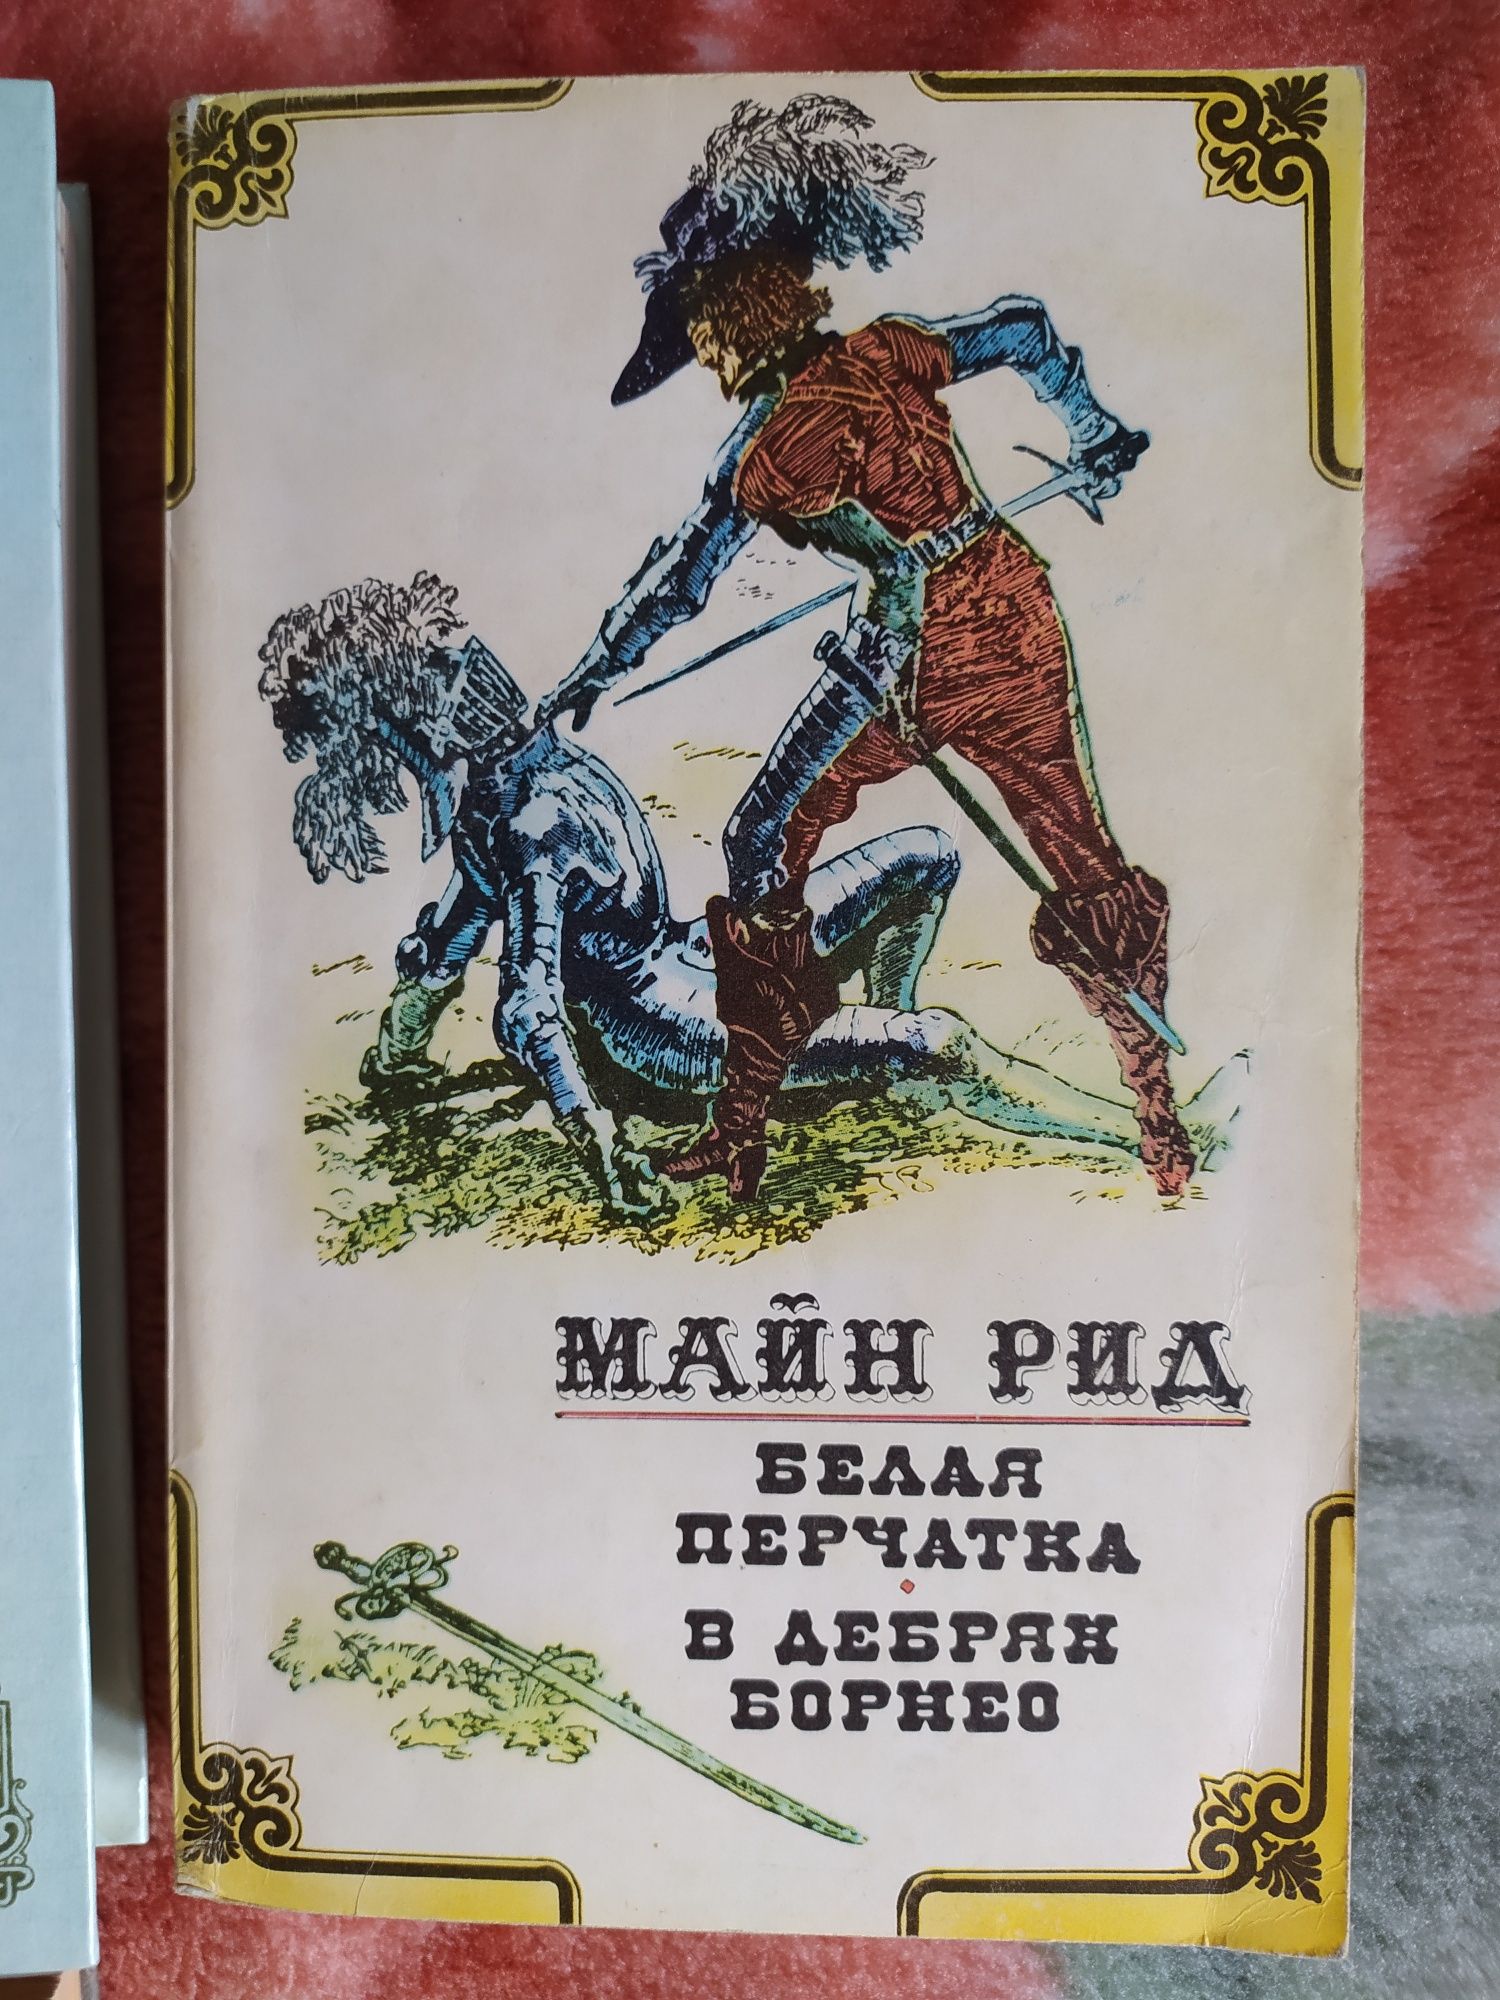 МАЙН РИД
БЕЛАЯ
ПЕРЧАТКА
В ДЕБРЯХ
БОРНЕО